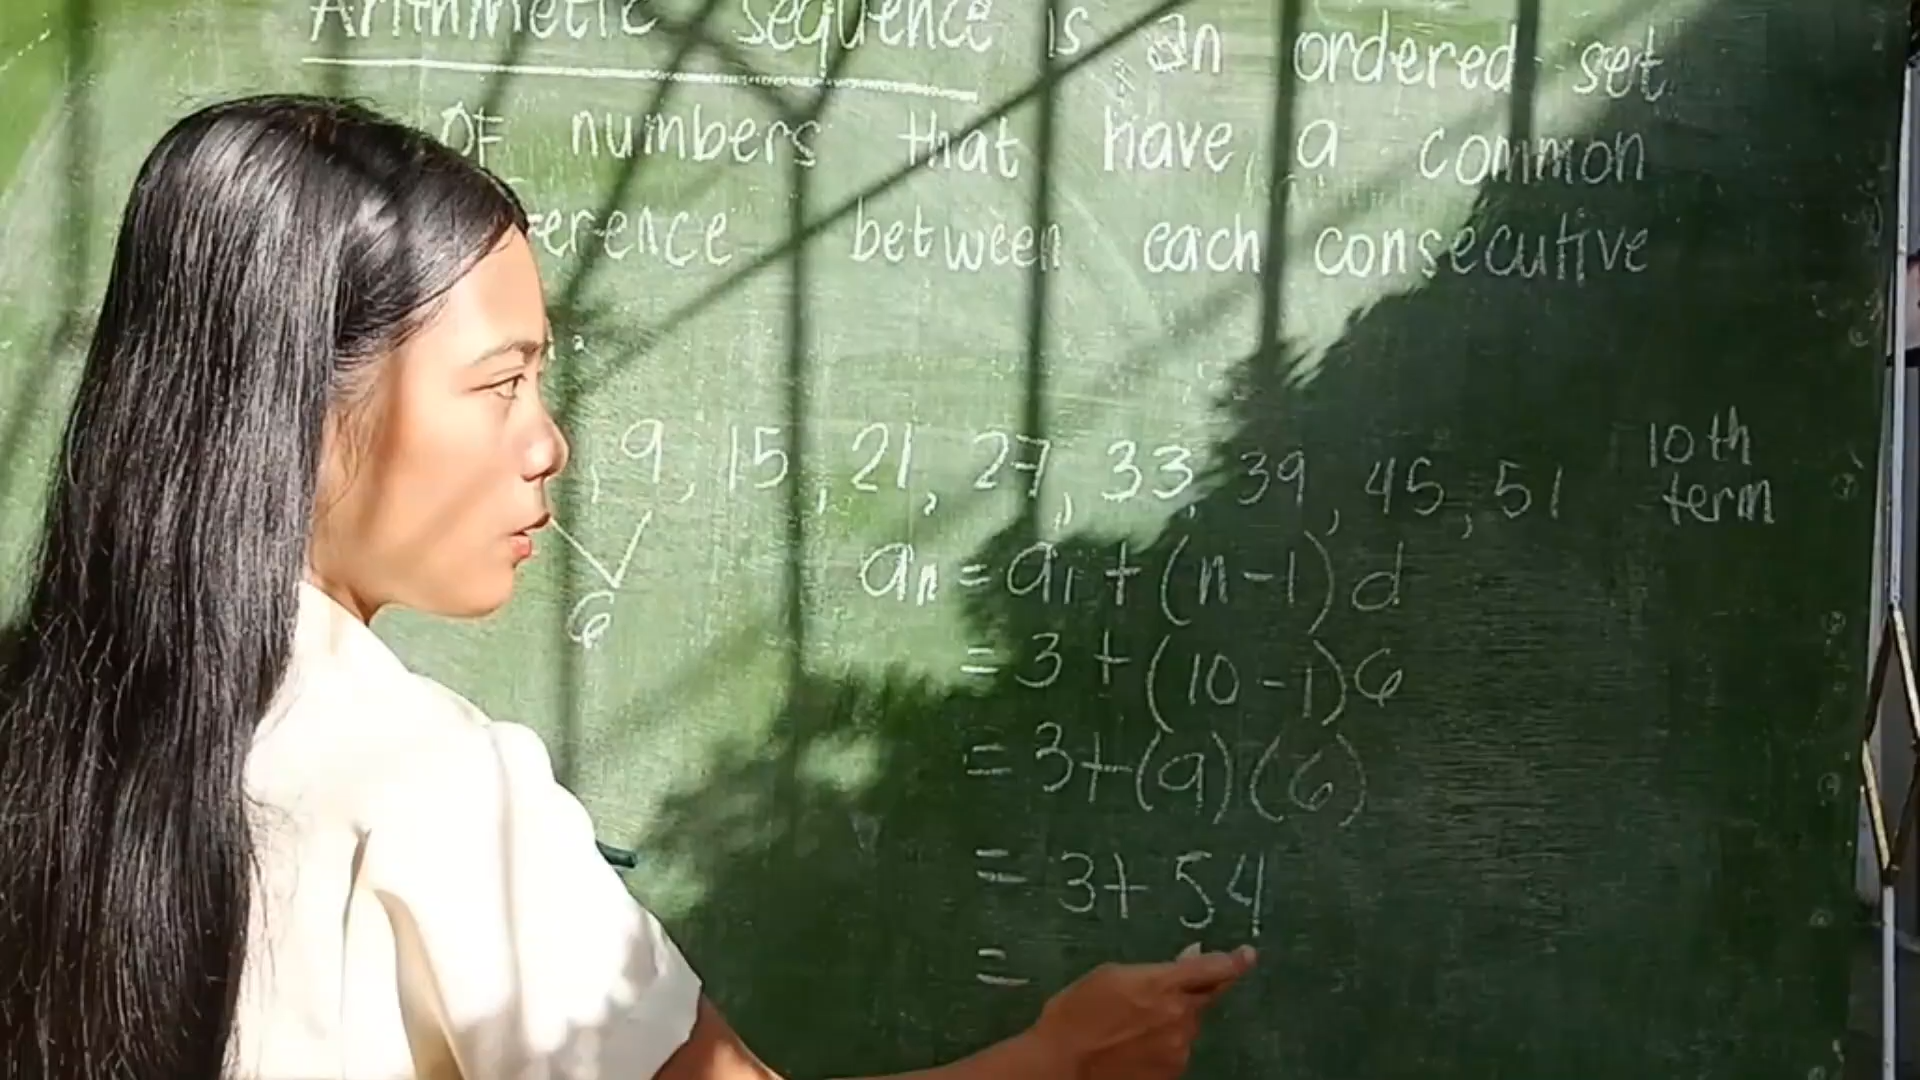 Arithmetic sequence is an ordered set
OF numbers that have a common
ference between each consecutive
, 9, 15, 21, 27, 33, 39, 45, 51
10th
term
6
an = a1 + (n-1)d
= 3 + (10-1)6
= 3+(9)(6)
= 3+ 54
=